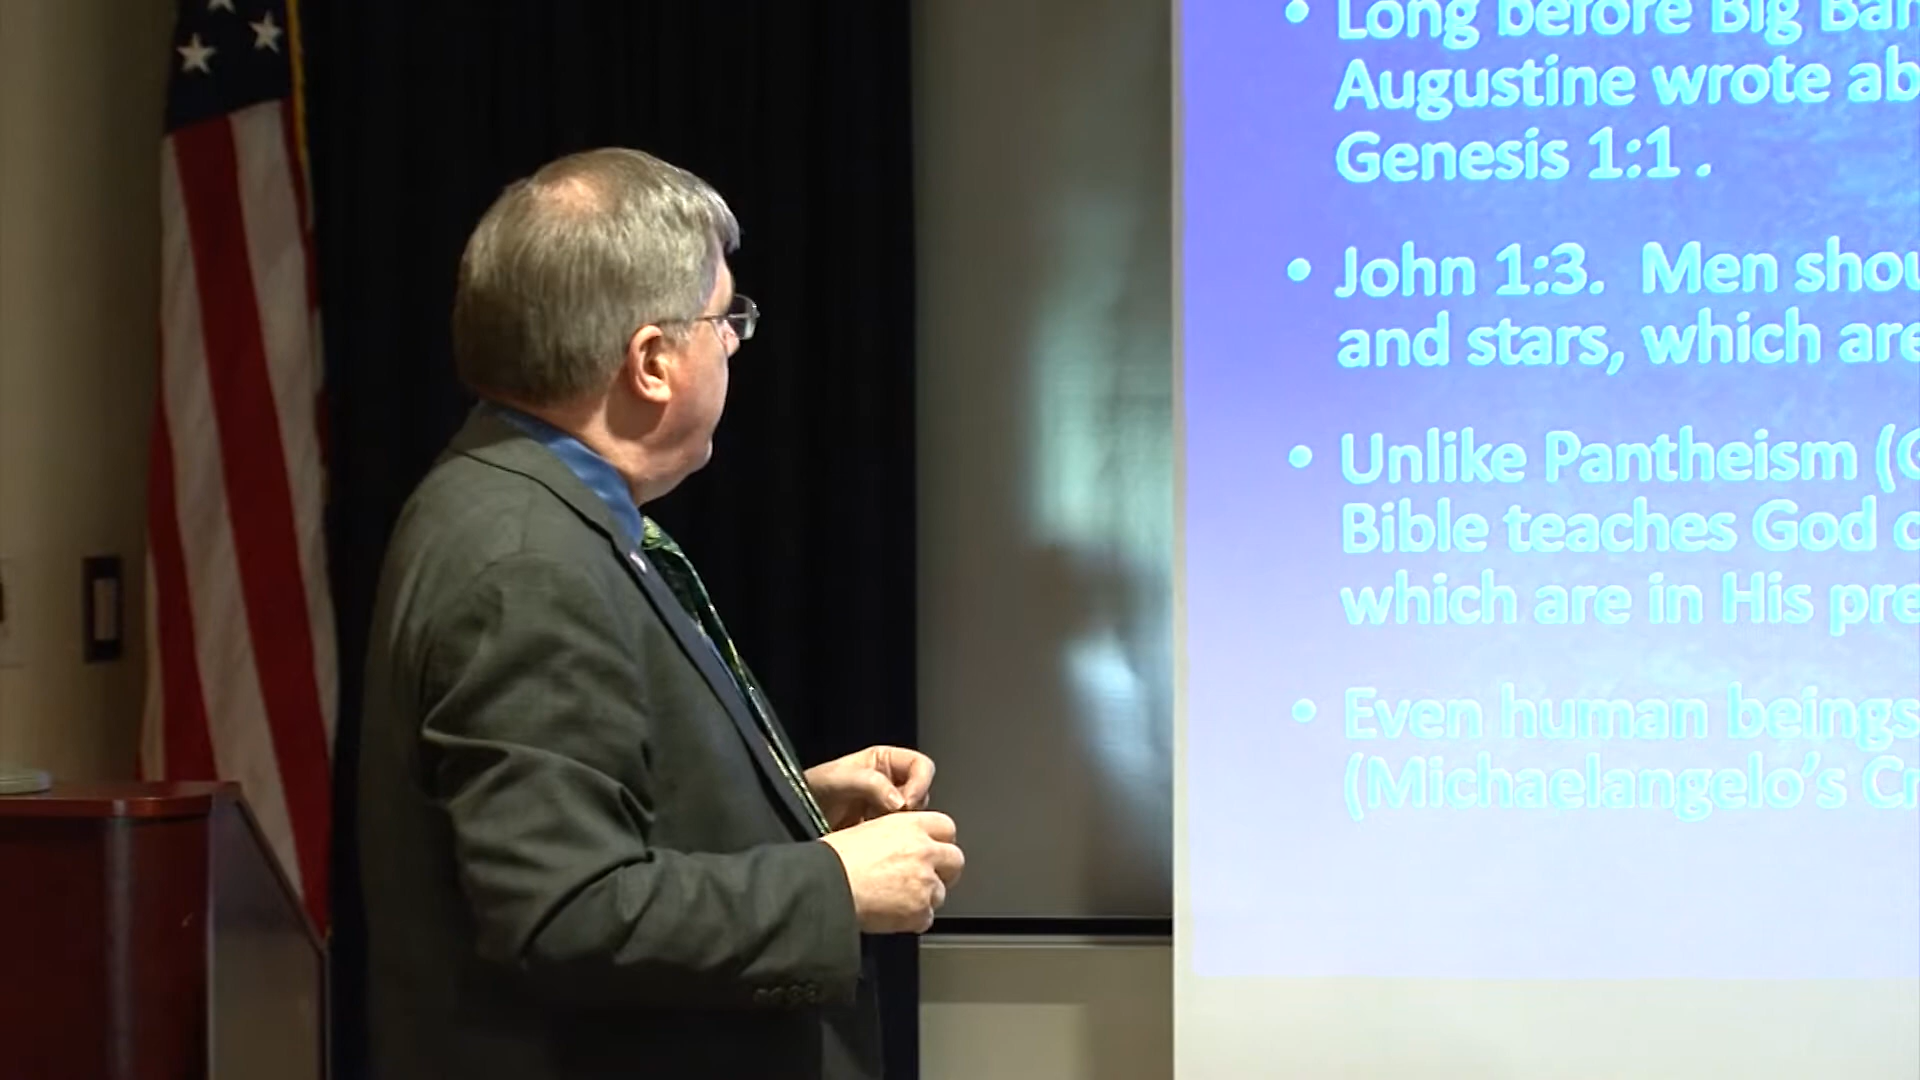 • Long before Big Ban
Augustine wrote ab
Genesis 1:1 .
• John 1:3. Men shou
and stars, which are
• Unlike Pantheism (G
Bible teaches God c
which are in His pre
• Even human beings
(Michaelangelo's Cr